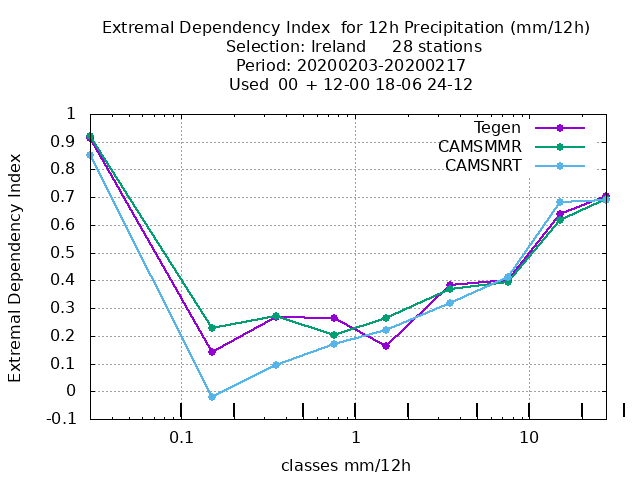 Extremal Dependency Index  for 12h Precipitation (mm/12h)
Selection: Ireland     28 stations
Period: 20200203-20200217
Used  00  + 12-00 18-06 24-12
Tegen
CAMSMMR
CAMSNRT
Extremal Dependency Index
1
0.9
0.8
0.7
0.6
0.5
0.4
0.3
0.2
0.1
0
-0.1
0.1
1
10
classes mm/12h